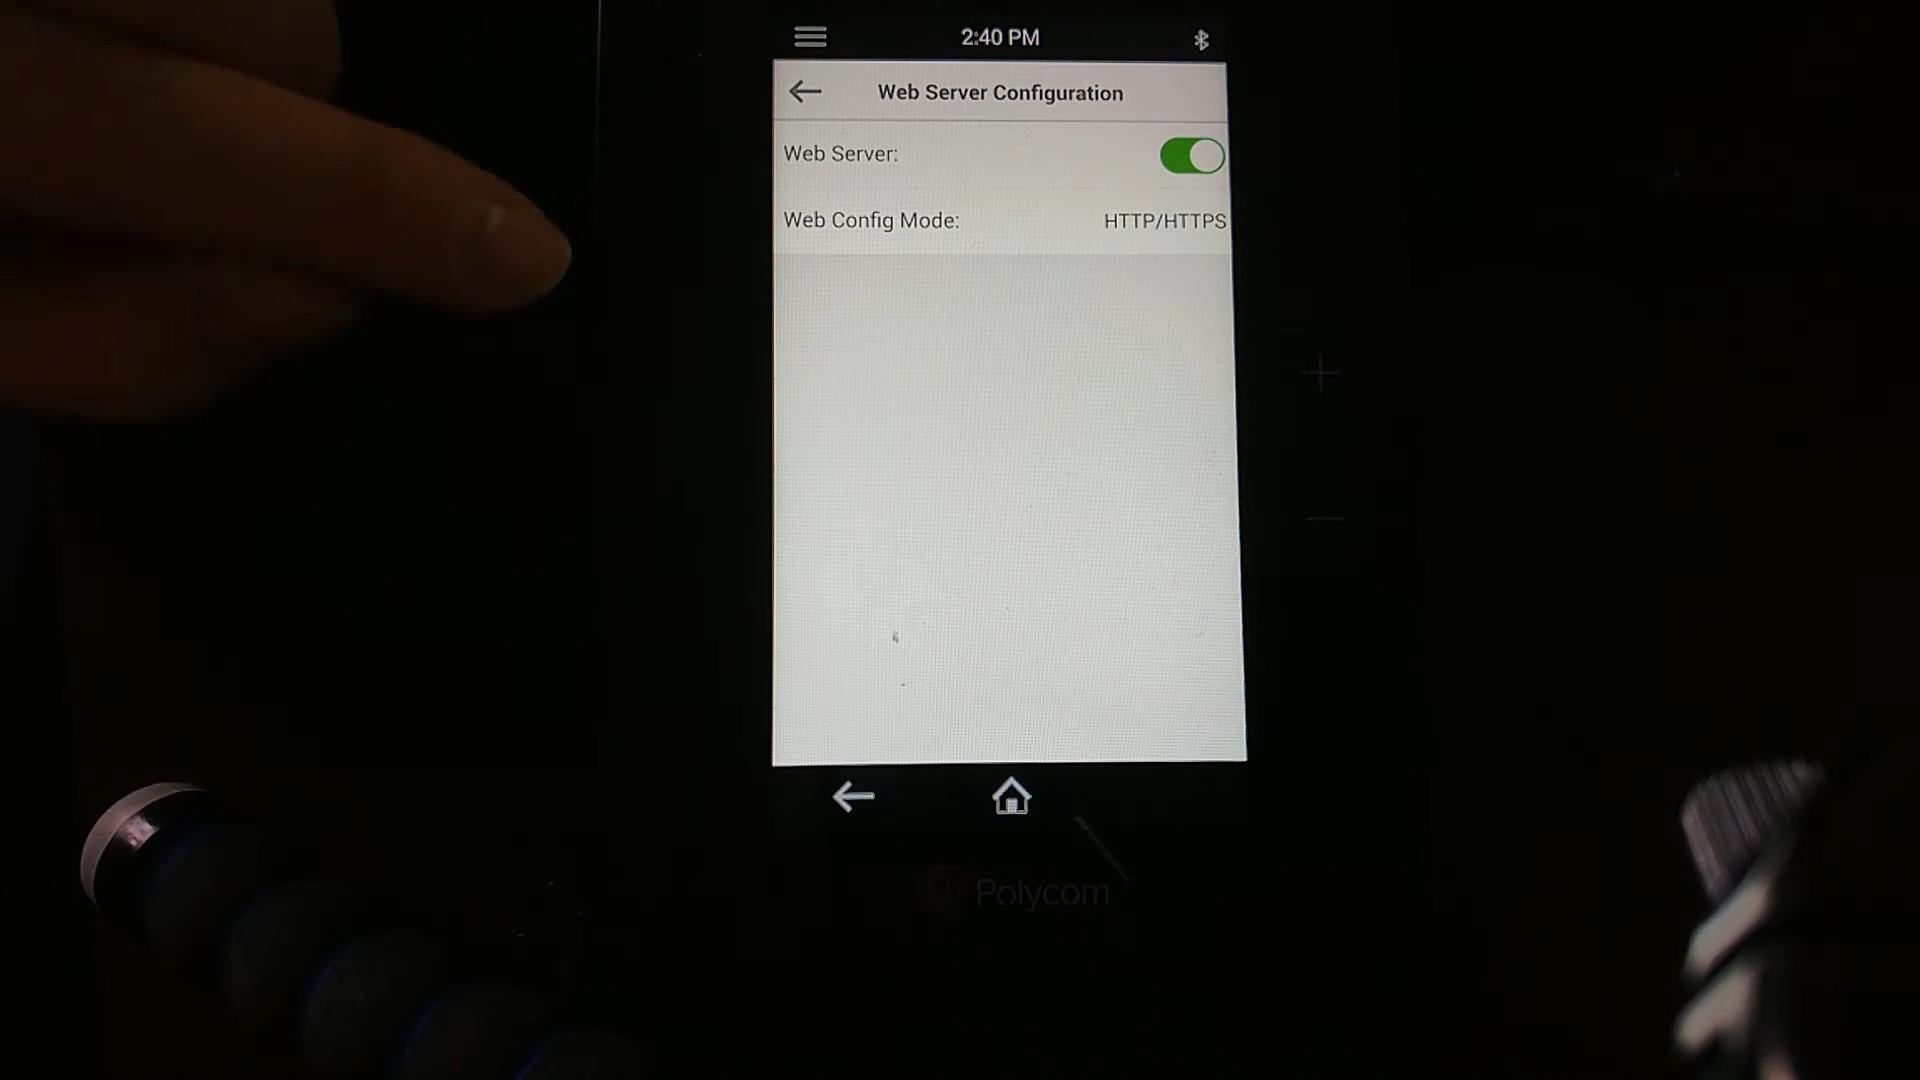 2:40 PM
Web Server Configuration
Web Server:
Web Config Mode: HTTP/HTTPS
Polycom